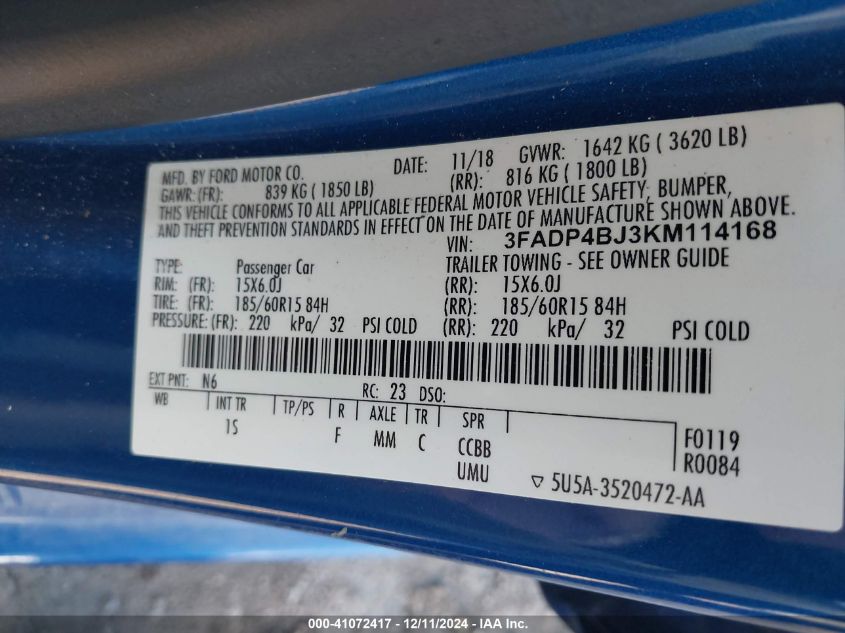 MFD. BY FORD MOTOR CO. DATE: 11/18 GVWR: 1642 KG ( 3620 LB)
GAWR: (FR): 839 KG ( 1850 LB) (RR): 816 KG ( 1800 LB)
THIS VEHICLE CONFORMS TO ALL APPLICABLE FEDERAL MOTOR VEHICLE SAFETY, BUMPER,
AND THEFT PREVENTION STANDARDS IN EFFECT ON THE DATE OF MANUFACTURE SHOWN ABOVE.
VIN: 3FADP4BJ3KM114168
TYPE: Passenger Car TRAILER TOWING - SEE OWNER GUIDE
RIM: (FR): 15X6.0J (RR): 15X6.0J
TIRE: (FR): 185/60R15 84H (RR): 185/60R15 84H
PRESSURE: (FR): 220 kPa/ 32 PSI COLD (RR): 220 kPa/ 32 PSI COLD
EXT PNT: N6 RC: 23 DSO:
WB INT TR TP/PS R AXLE TR SPR
1S F MM C CCBB F0119
UMU R0084
▽ 5U5A-3520472-AA
000-41072417 - 12/11/2024 - IAA Inc.